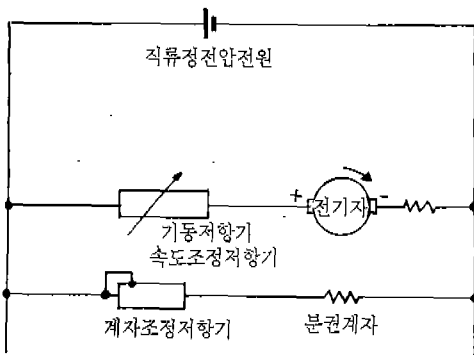 직류정전압전원
+ 전기자 -
기동저항기
속도조정저항기
계자조정저항기
분권계자